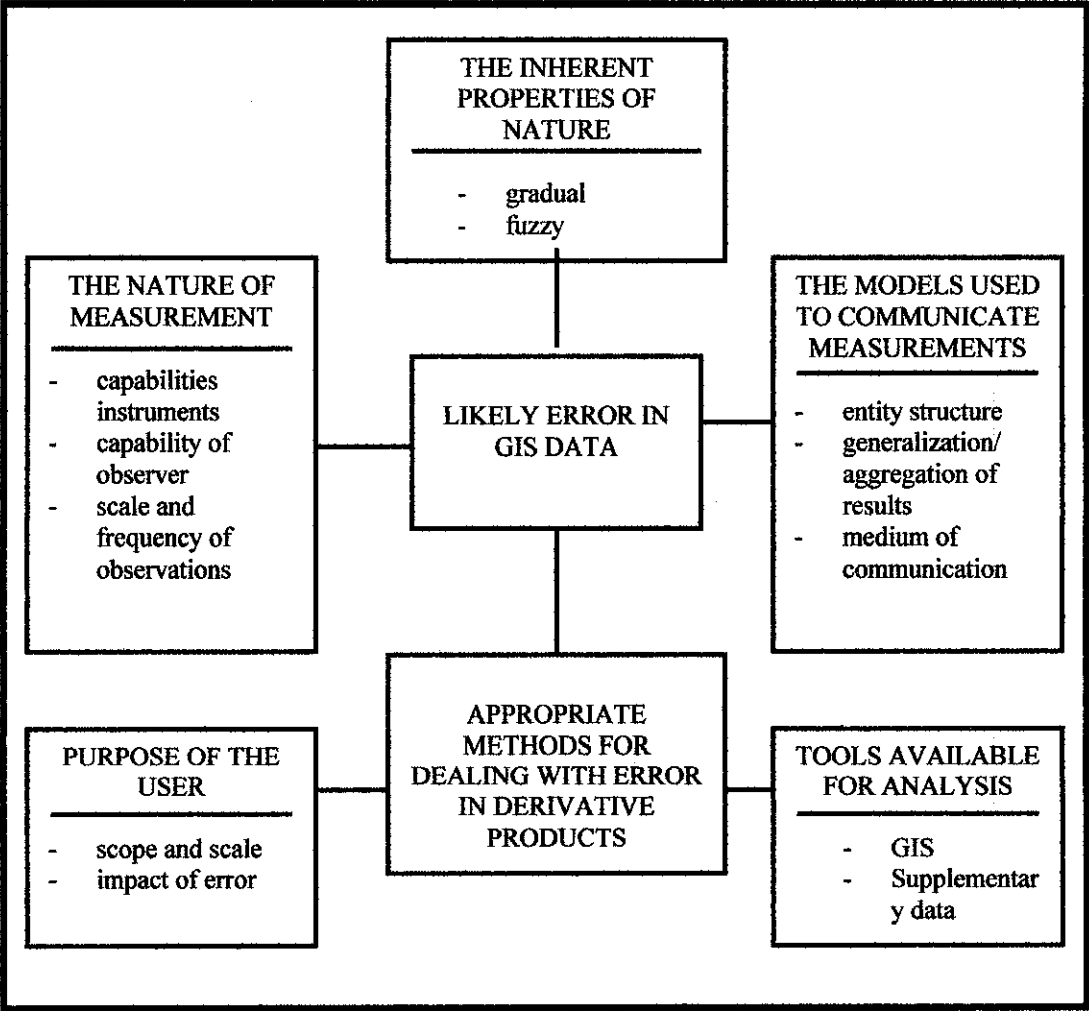 THE INHERENT
PROPERTIES OF
NATURE
- gradual
- fuzzy
THE NATURE OF
MEASUREMENT
- capabilities
instruments
- capability of
observer
- scale and
frequency of
observations
LIKELY ERROR IN
GIS DATA
THE MODELS USED
TO COMMUNICATE
MEASUREMENTS
- entity structure
- generalization/
aggregation of
results
- medium of
communication
PURPOSE OF THE
USER
- scope and scale
- impact of error
APPROPRIATE
METHODS FOR
DEALING WITH ERROR
IN DERIVATIVE
PRODUCTS
TOOLS AVAILABLE
FOR ANALYSIS
- GIS
- Supplementar
y data